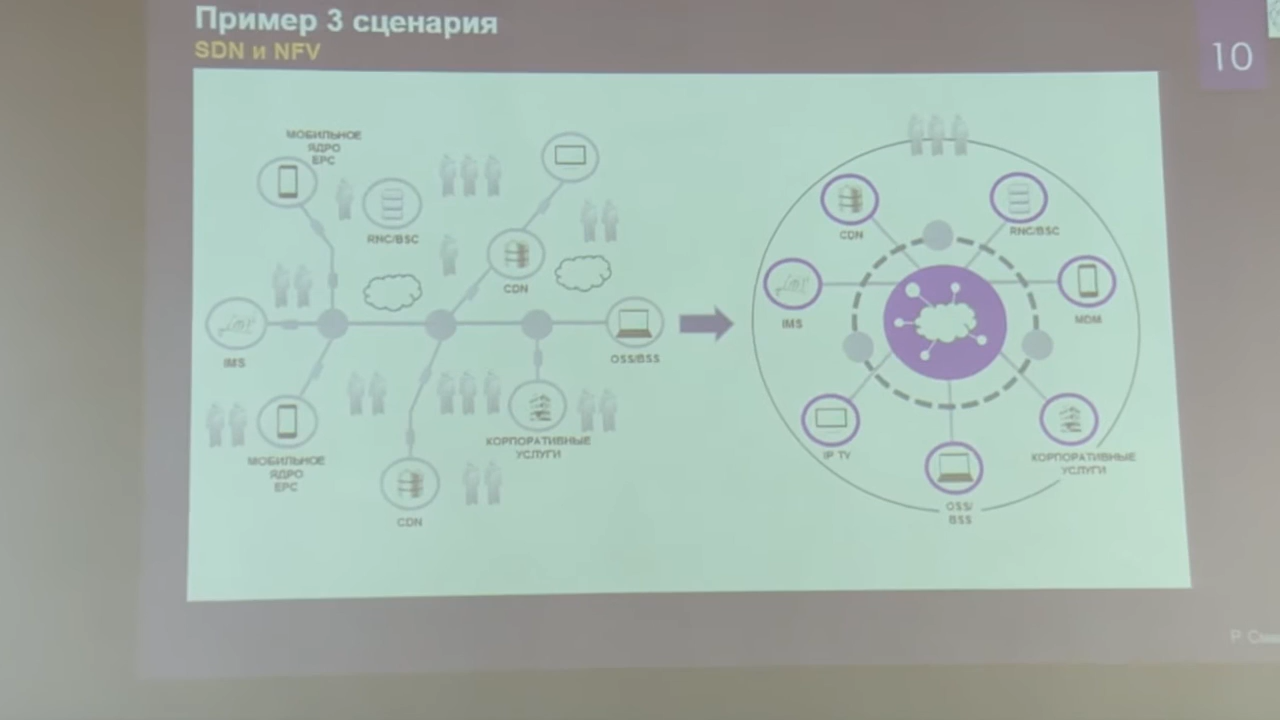 Пример 3 сценария
SDN и NFV
10
МОБИЛЬНОЕ
ЯДРО
EPC
RNC/BSC
CDN
IMS
OSS/BSS
КОРПОРАТИВНЫЕ
УСЛУГИ
МОБИЛЬНОЕ
ЯДРО
EPC
CDN
CDN
RNC/BSC
IMS
MDM
IP TV
КОРПОРАТИВНЫЕ
УСЛУГИ
OSS/
BSS